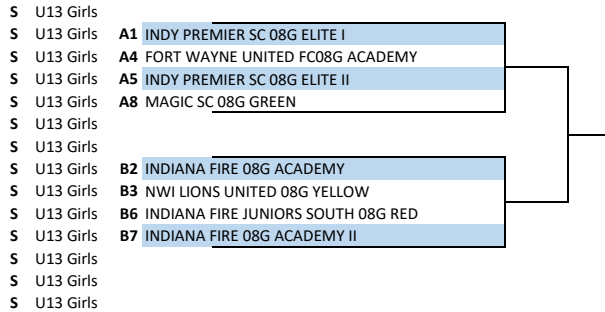 S U13 Girls
S U13 Girls A1 INDY PREMIER SC 08G ELITE I
S U13 Girls A4 FORT WAYNE UNITED FC08G ACADEMY
S U13 Girls A5 INDY PREMIER SC 08G ELITE II
S U13 Girls A8 MAGIC SC 08G GREEN
S U13 Girls
S U13 Girls
S U13 Girls B2 INDIANA FIRE 08G ACADEMY
S U13 Girls B3 NWI LIONS UNITED 08G YELLOW
S U13 Girls B6 INDIANA FIRE JUNIORS SOUTH 08G RED
S U13 Girls B7 INDIANA FIRE 08G ACADEMY II
S U13 Girls
S U13 Girls
S U13 Girls